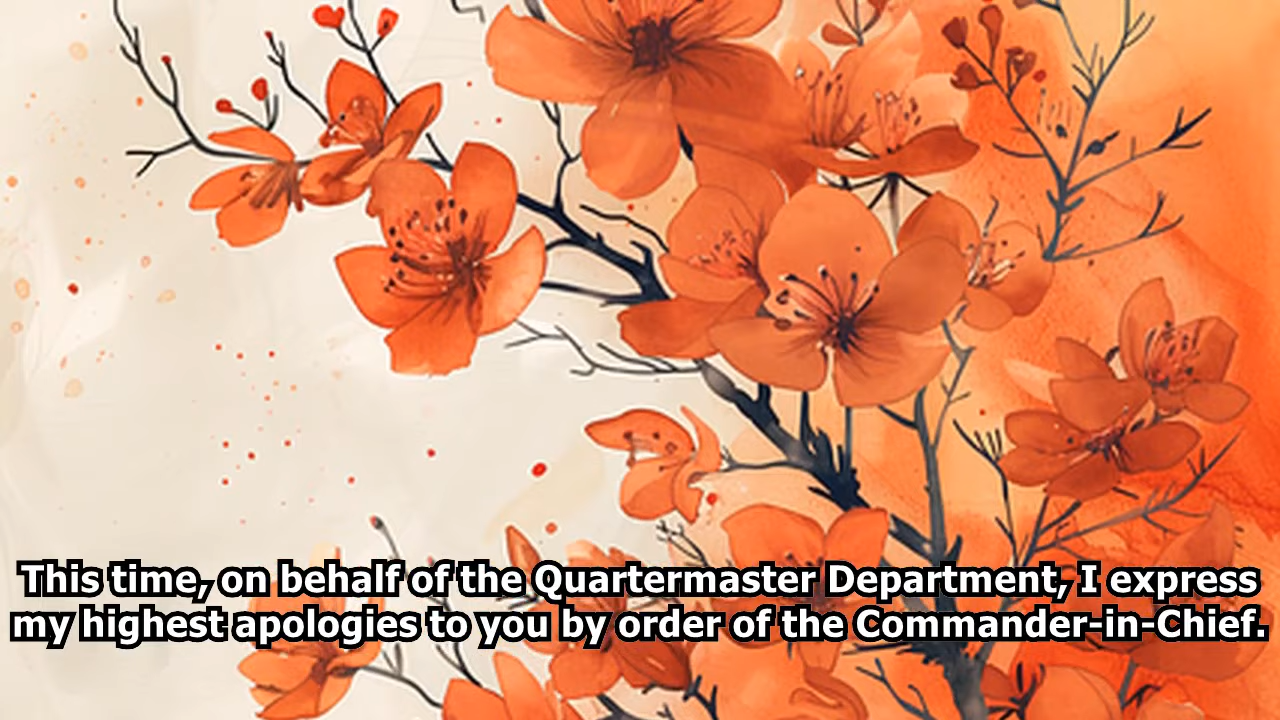 This time, on behalf of the Quartermaster Department, I express
my highest apologies to you by order of the Commander-in-Chief.